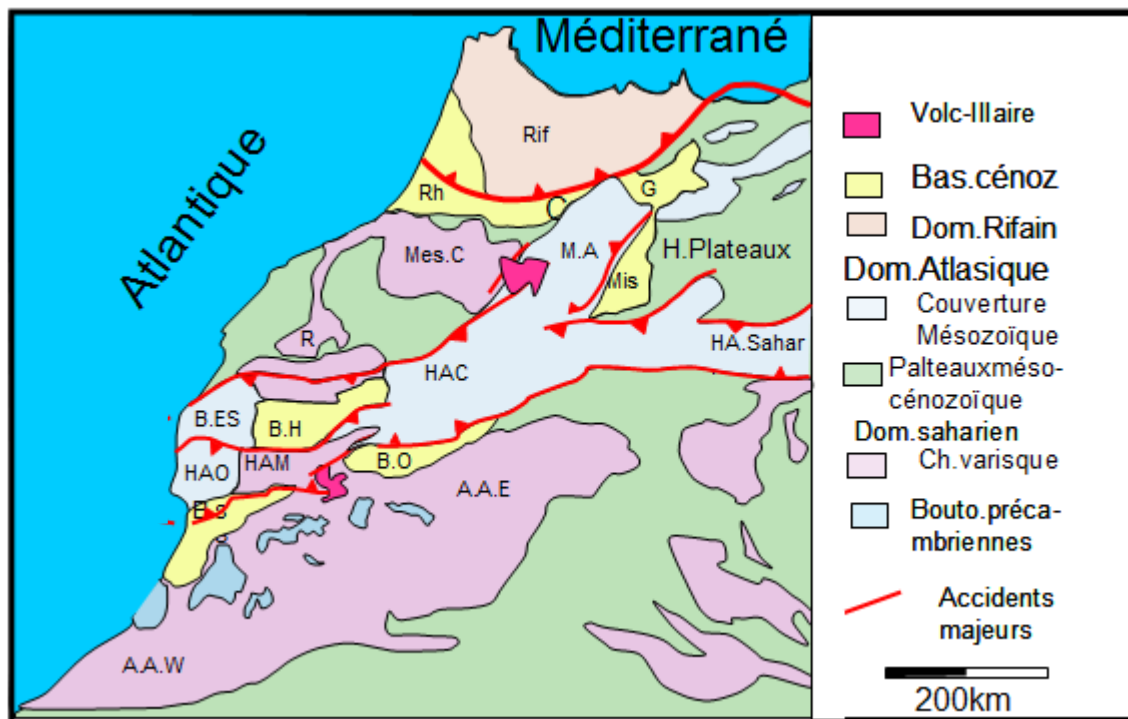 Méditerrané
Atlantique
Rif
Rh
C
G
Mes.C
M.A
H.Plateaux
Mis
R
HAC
HA.Sahar
B.ES
B.H
HAO
HAM
B.O
A.A.E
A.A.W
Volc-IIIaire
Bas.cénoz
Dom.Rifain
Dom.Atlasique
Couverture
Mésozoïque
Palteauxméso-
cénozoïque
Dom.saharien
Ch.varisque
Bouto.préca-
mbriennes
Accidents
majeurs
200km